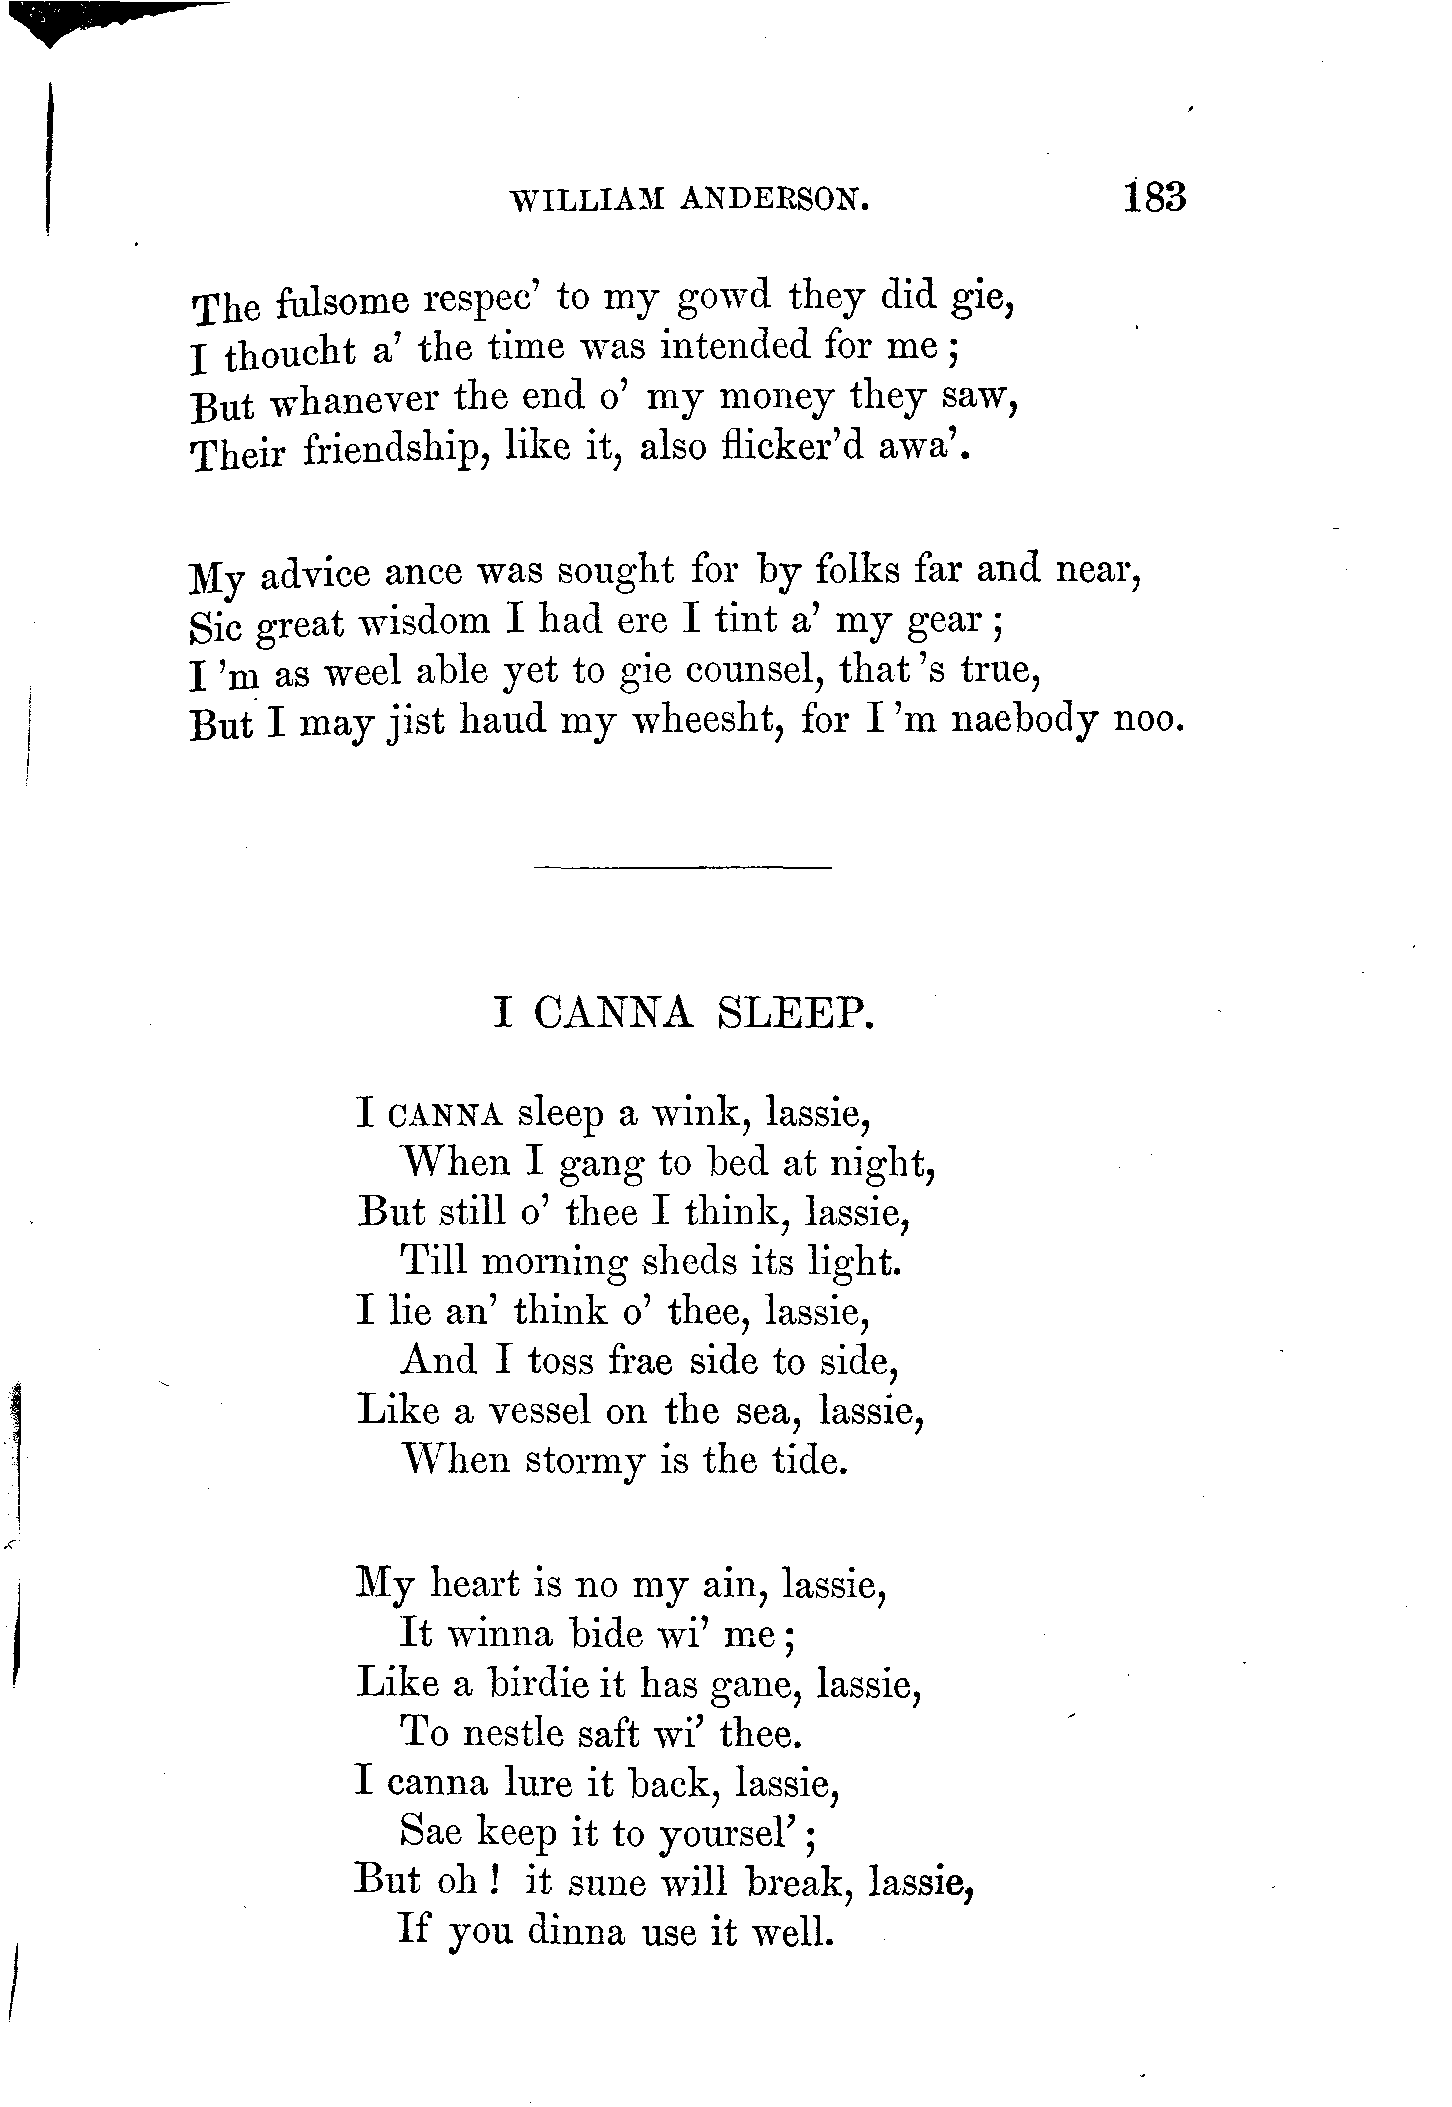 WILLIAM ANDERSON. 183
The fulsome respec' to my gowd they did gie,
I thoucht a' the time was intended for me ;
But whanever the end o' my money they saw,
Their friendship, like it, also flicker'd awa'.
My advice ance was sought for by folks far and near,
Sic great wisdom I had ere I tint a' my gear ;
I 'm as weel able yet to gie counsel, that 's true,
But I may jist haud my wheesht, for I 'm naebody noo.
I CANNA SLEEP.
I CANNA sleep a wink, lassie,
When I gang to bed at night,
But still o' thee I think, lassie,
Till morning sheds its light.
I lie an' think o' thee, lassie,
And I toss frae side to side,
Like a vessel on the sea, lassie,
When stormy is the tide.
My heart is no my ain, lassie,
It winna bide wi' me ;
Like a birdie it has gane, lassie,
To nestle saft wi' thee.
I canna lure it back, lassie,
Sae keep it to yoursel' ;
But oh ! it sune will break, lassie,
If you dinna use it well.